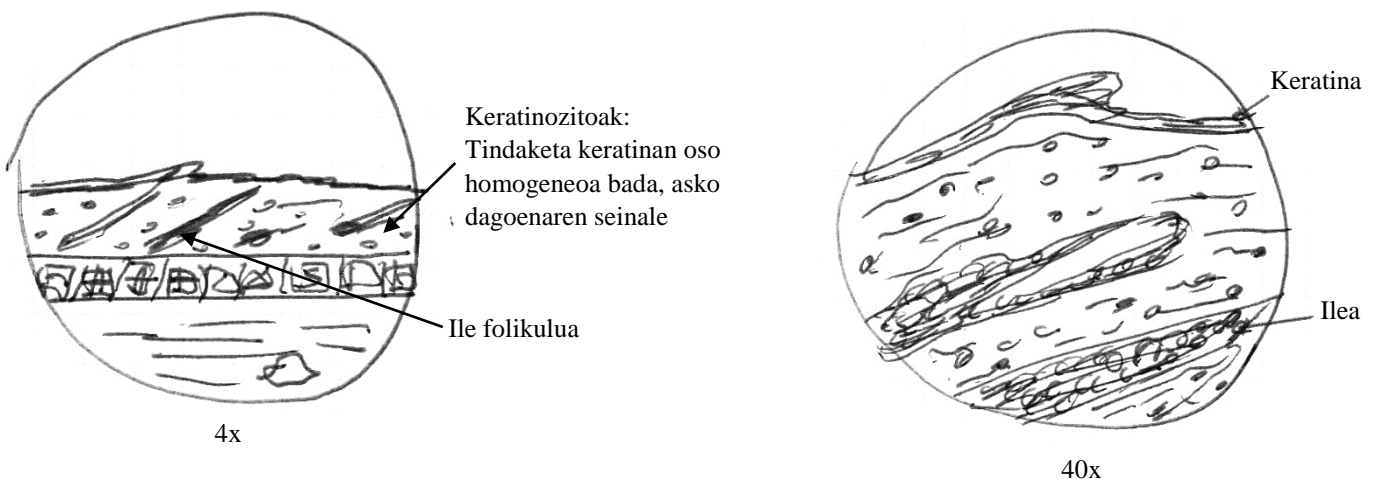 Keratinozitoak:
Tindaketa keratinan oso
homogeneoa bada, asko
dagoenaren seinale
Ile folikulua
4x
Keratina
Ilea
40x